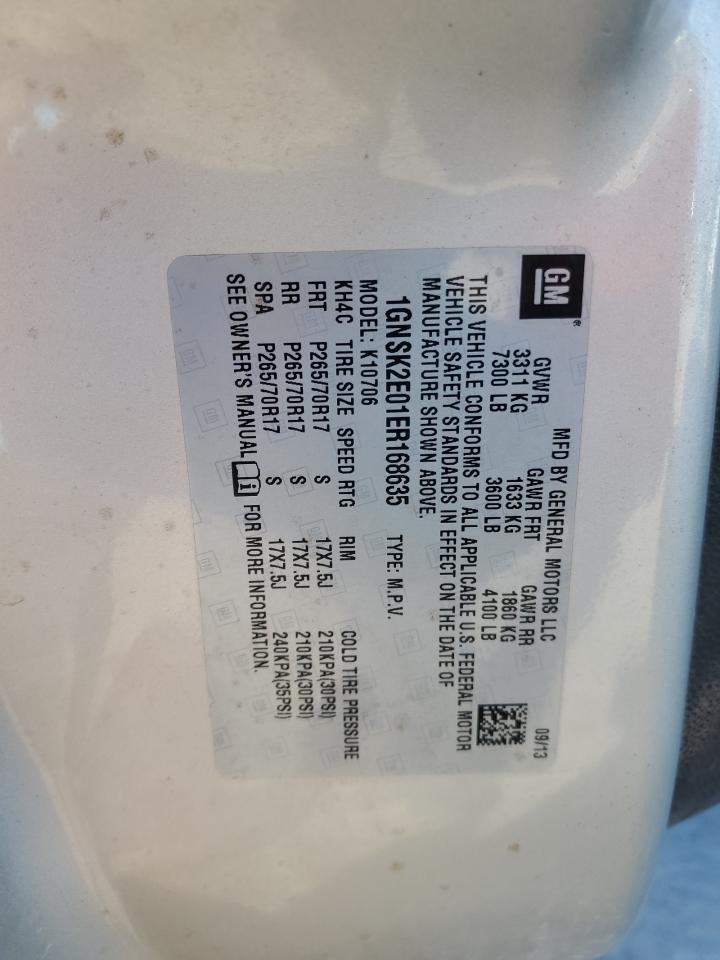 GM®
MFD BY GENERAL MOTORS LLC 09/13
GVWR GAWR FRT GAWR RR
3311 KG 1633 KG 1860 KG
7300 LB 3600 LB 4100 LB
THIS VEHICLE CONFORMS TO ALL APPLICABLE U.S. FEDERAL MOTOR
VEHICLE SAFETY STANDARDS IN EFFECT ON THE DATE OF
MANUFACTURE SHOWN ABOVE.
1GNSK2E01ER168635 TYPE: M.P.V.
MODEL: K10706
KH4C TIRE SIZE SPEED RTG RIM COLD TIRE PRESSURE
FRT P265/70R17 S 17X7.5J 210KPA(30PSI)
RR P265/70R17 S 17X7.5J 210KPA(30PSI)
SPA P265/70R17 S 17X7.5J 240KPA(35PSI)
SEE OWNER'S MANUAL i FOR MORE INFORMATION.